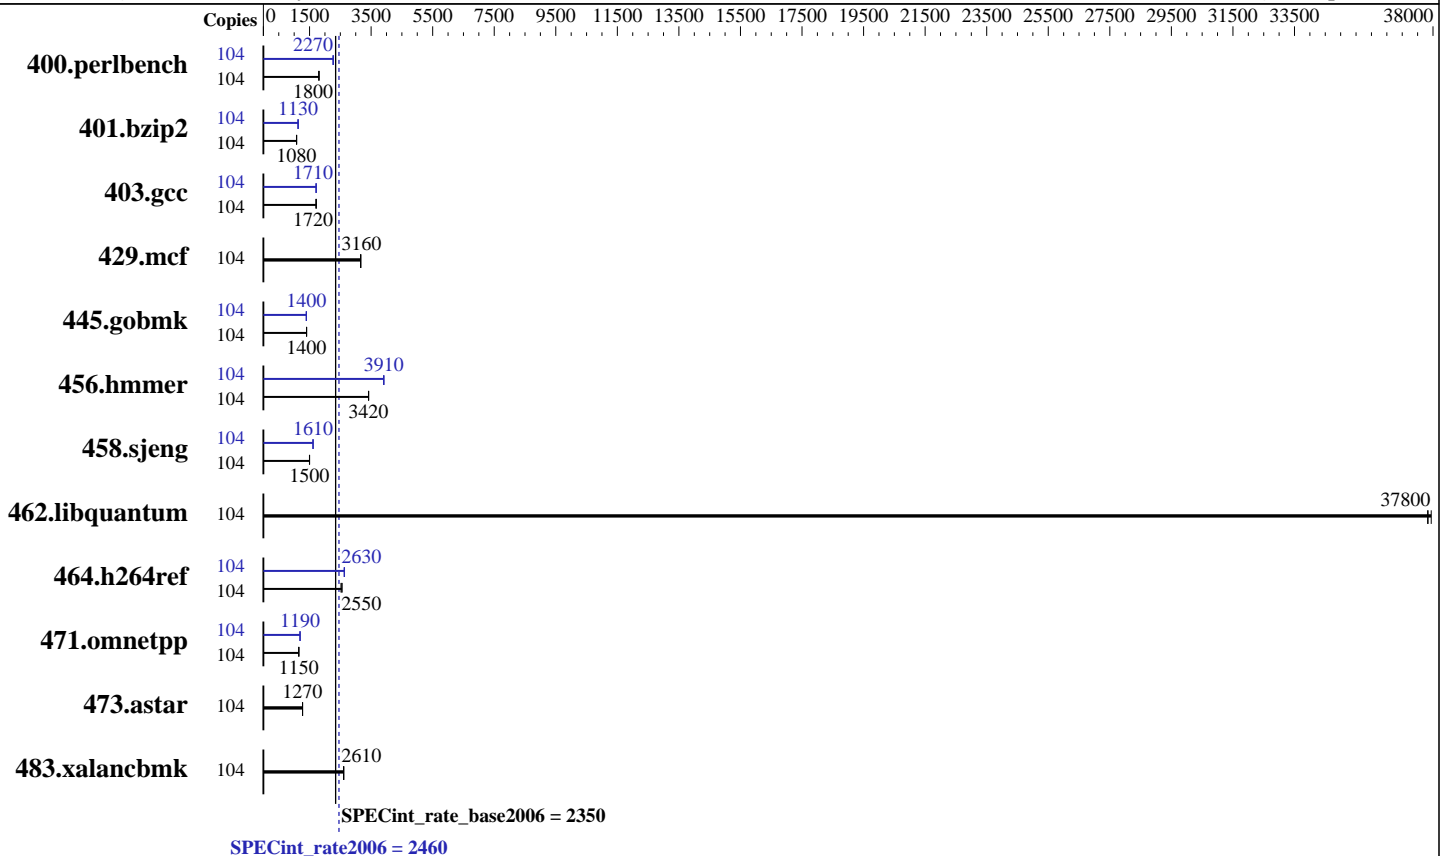 Copies 0 1500 3500 5500 7500 9500 11500 13500 15500 17500 19500 21500 23500 25500 27500 29500 31500 33500 38000
400.perlbench 104 2270
104 1800
401.bzip2 104 1130
104 1080
403.gcc 104 1710
104 1720
429.mcf 104 3160
445.gobmk 104 1400
104 1400
456.hmmer 104 3910
104 3420
458.sjeng 104 1610
104 1500
462.libquantum 104 37800
464.h264ref 104 2630
104 2550
471.omnetpp 104 1190
104 1150
473.astar 104 1270
483.xalancbmk 104 2610
SPECint_rate_base2006 = 2350
SPECint_rate2006 = 2460